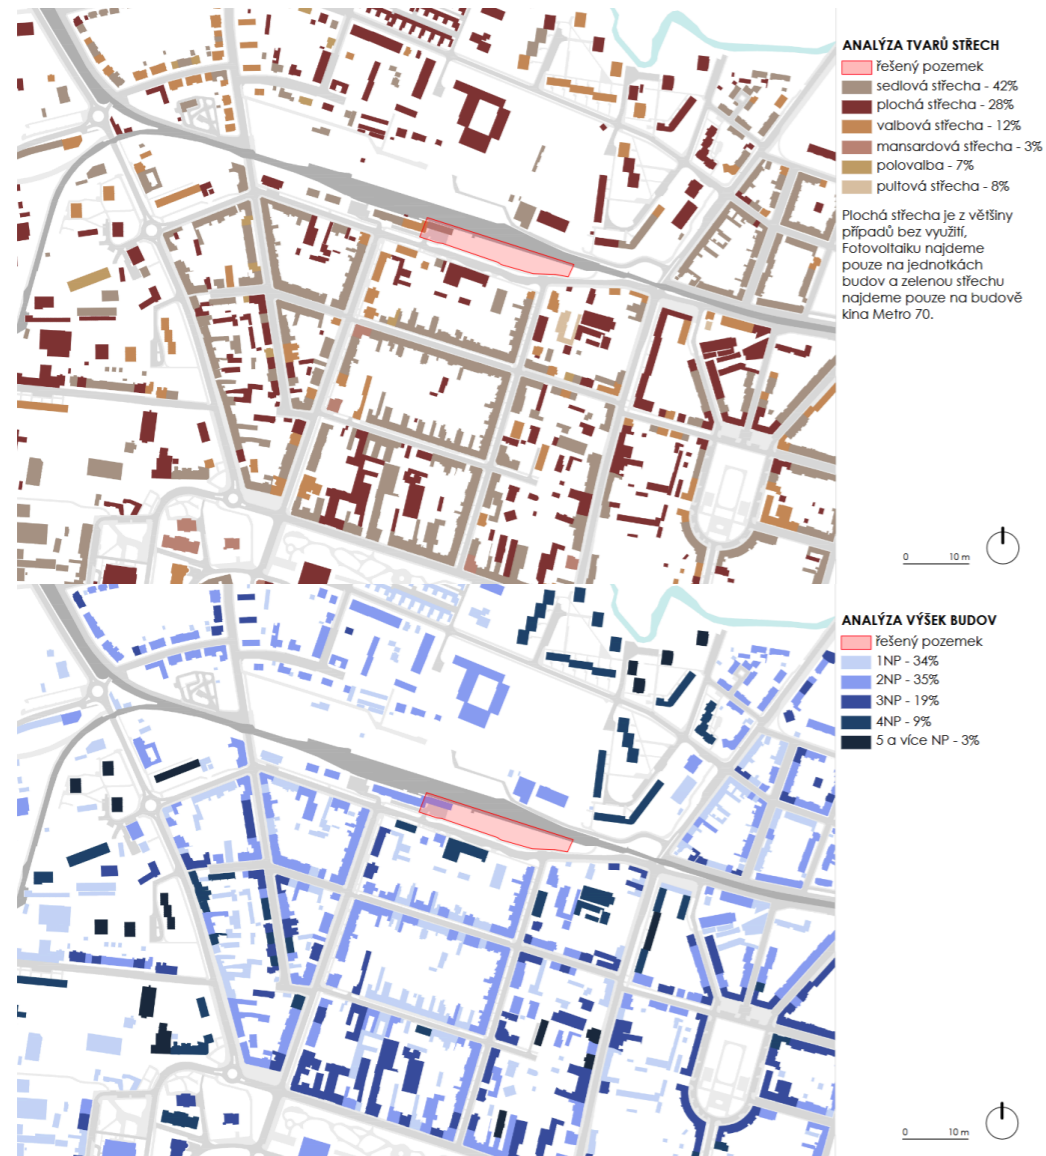 ANALÝZA TVARŮ STŘECH
řešený pozemek
sedlová střecha - 42%
plochá střecha - 28%
valbová střecha - 12%
mansardová střecha - 3%
polovalba - 7%
pultová střecha - 8%
Plochá střecha je z většiny
případů bez využití,
Fotovoltaiku najdeme
pouze na jednotkách
budov a zelenou střechu
najdeme pouze na budově
kina Metro 70.
0 10 m
ANALÝZA VÝŠEK BUDOV
řešený pozemek
1NP - 34%
2NP - 35%
3NP - 19%
4NP - 9%
5 a více NP - 3%
0 10 m